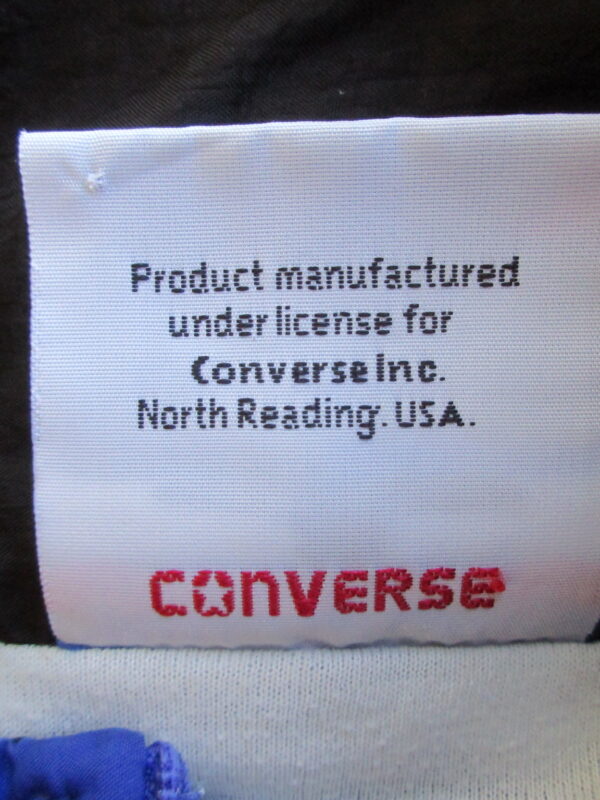 Product manufactured
under license for
Converse Inc.
North Reading. USA.
CONVERSE